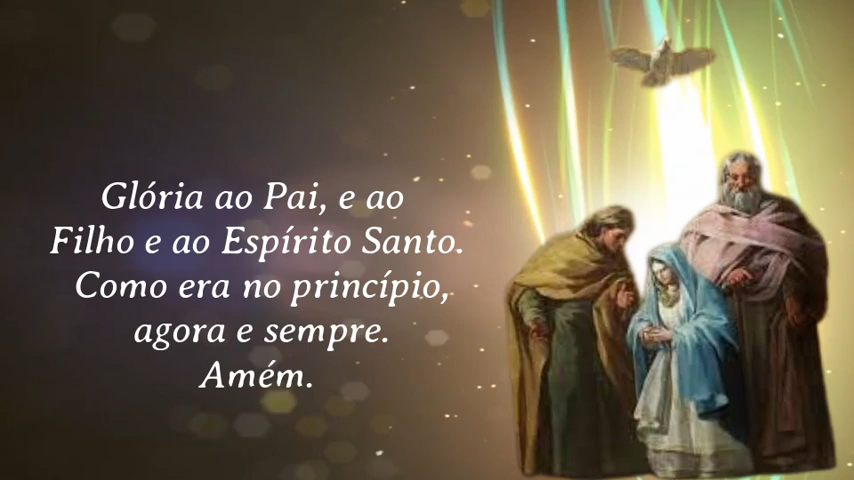 Glória ao Pai, e ao
Filho e ao Espírito Santo.
Como era no princípio,
agora e sempre.
Amém.